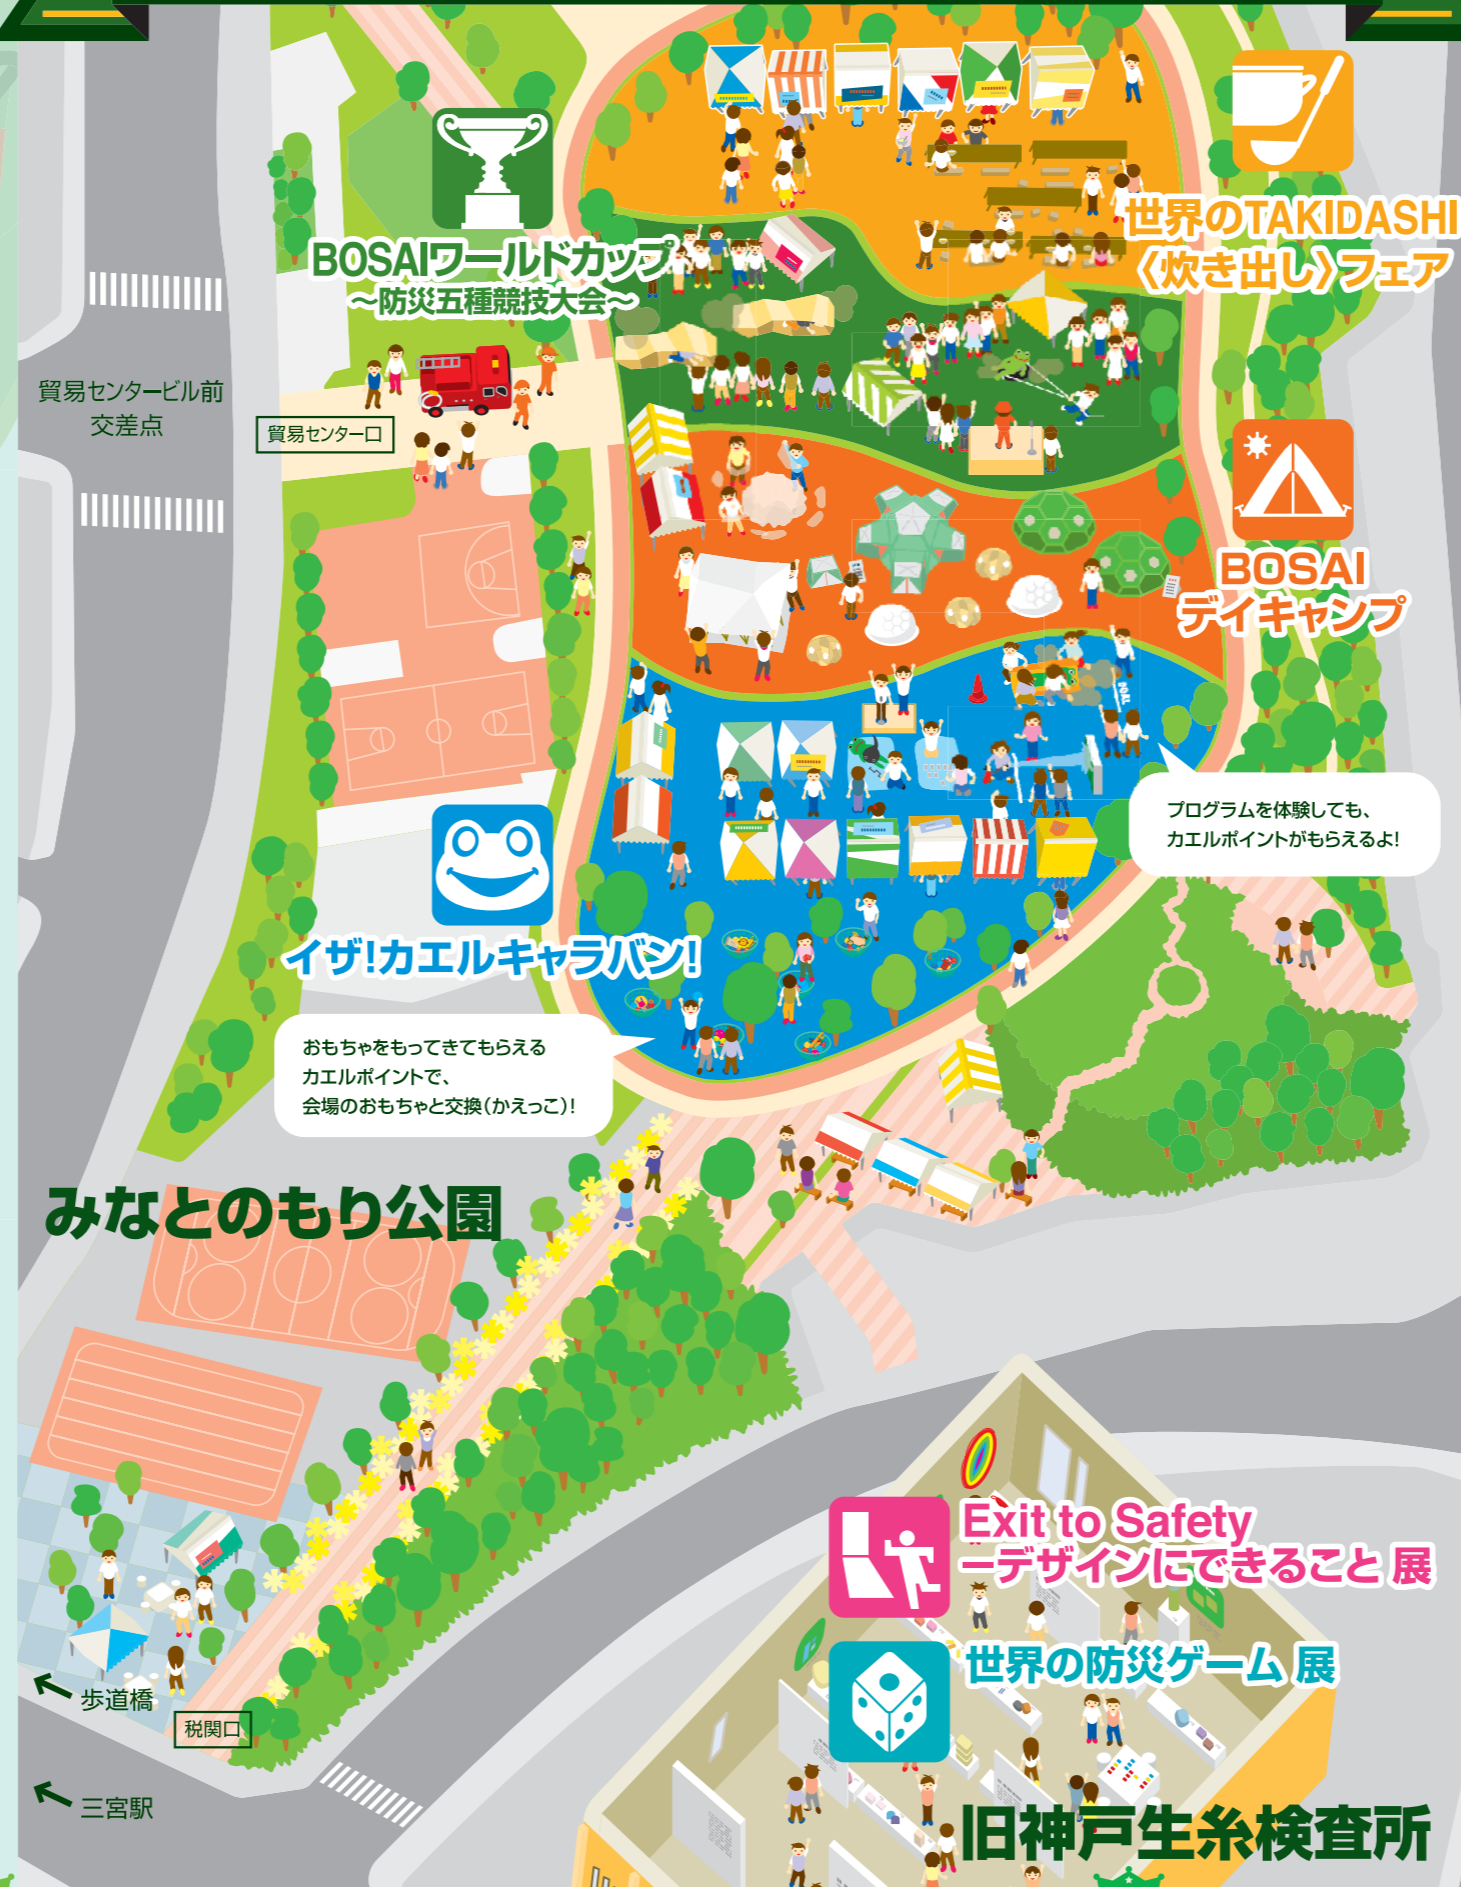 世界のTAKIDASHI
〈炊き出し〉フェア
BOSAIワールドカップ
～防災五種競技大会～
貿易センタービル前
交差点
貿易センター口
BOSAI
デイキャンプ
GOAL
プログラムを体験しても、
カエルポイントがもらえるよ!
イザ!カエルキャラバン!
おもちゃをもってきてもらえる
カエルポイントで、
会場のおもちゃと交換(かえっこ)!
みなとのもり公園
Exit to Safety
ーデザインにできること 展
世界の防災ゲーム 展
歩道橋
税関口
三宮駅
旧神戸生糸検査所